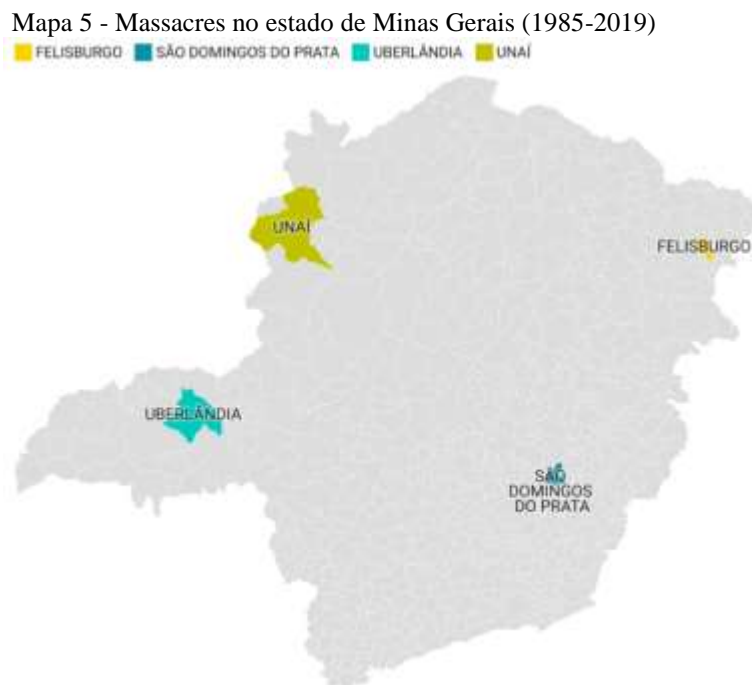 Mapa 5 - Massacres no estado de Minas Gerais (1985-2019)
FELISBURGO SÃO DOMINGOS DO PRATA UBERLÂNDIA UNAÍ
UNAÍ
FELISBURGO
UBERLÂNDIA
SÃO
DOMINGOS
DO PRATA